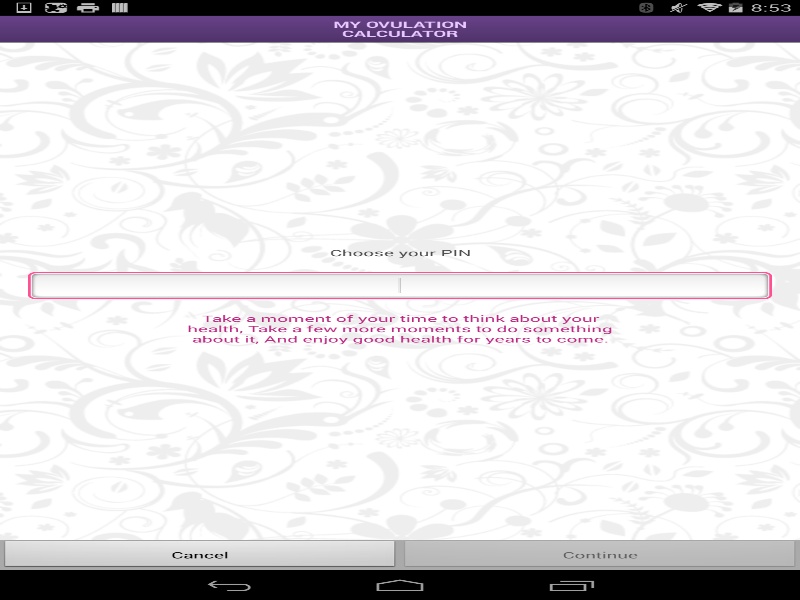 8:53
MY OVULATION
CALCULATOR
Choose your PIN
Take a moment of your time to think about your
health, Take a few more moments to do something
about it, And enjoy good health for years to come.
Cancel
Continue